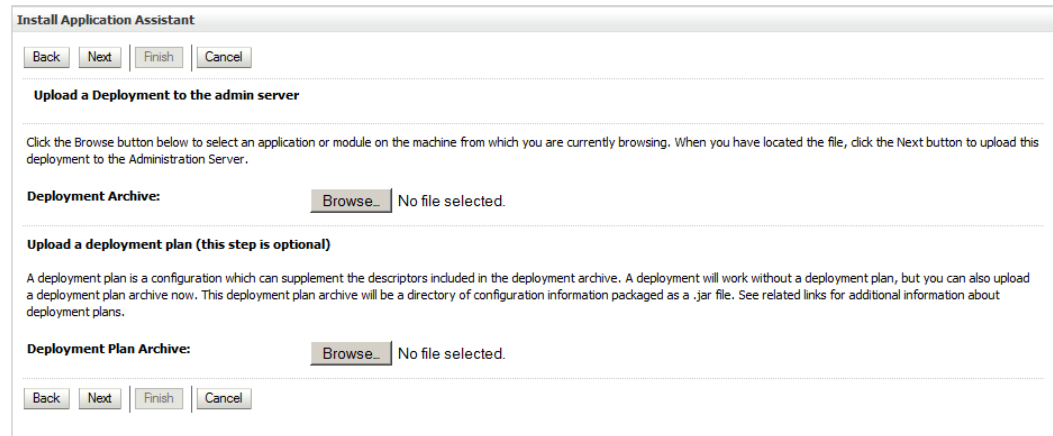 Install Application Assistant
Back Next Finish Cancel
Upload a Deployment to the admin server
Click the Browse button below to select an application or module on the machine from which you are currently browsing. When you have located the file, click the Next button to upload this
deployment to the Administration Server.
Deployment Archive: Browse... No file selected.
Upload a deployment plan (this step is optional)
A deployment plan is a configuration which can supplement the descriptors included in the deployment archive. A deployment will work without a deployment plan, but you can also upload
a deployment plan archive now. This deployment plan archive will be a directory of configuration information packaged as a .jar file. See related links for additional information about
deployment plans.
Deployment Plan Archive: Browse... No file selected.
Back Next Finish Cancel